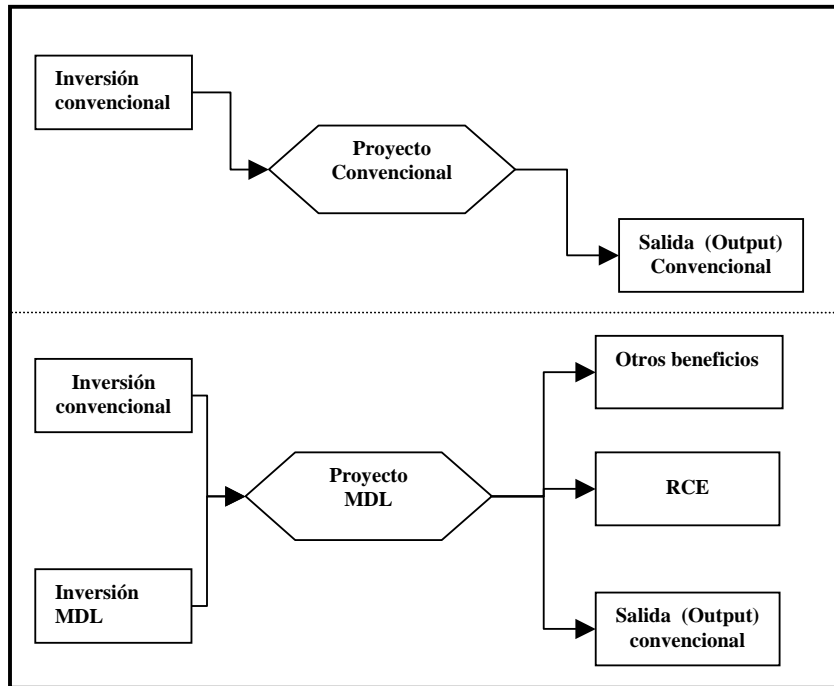 Inversión
convencional
Proyecto
Convencional
Salida (Output)
Convencional
Inversión
convencional
Inversión
MDL
Proyecto
MDL
Otros beneficios
RCE
Salida (Output)
convencional